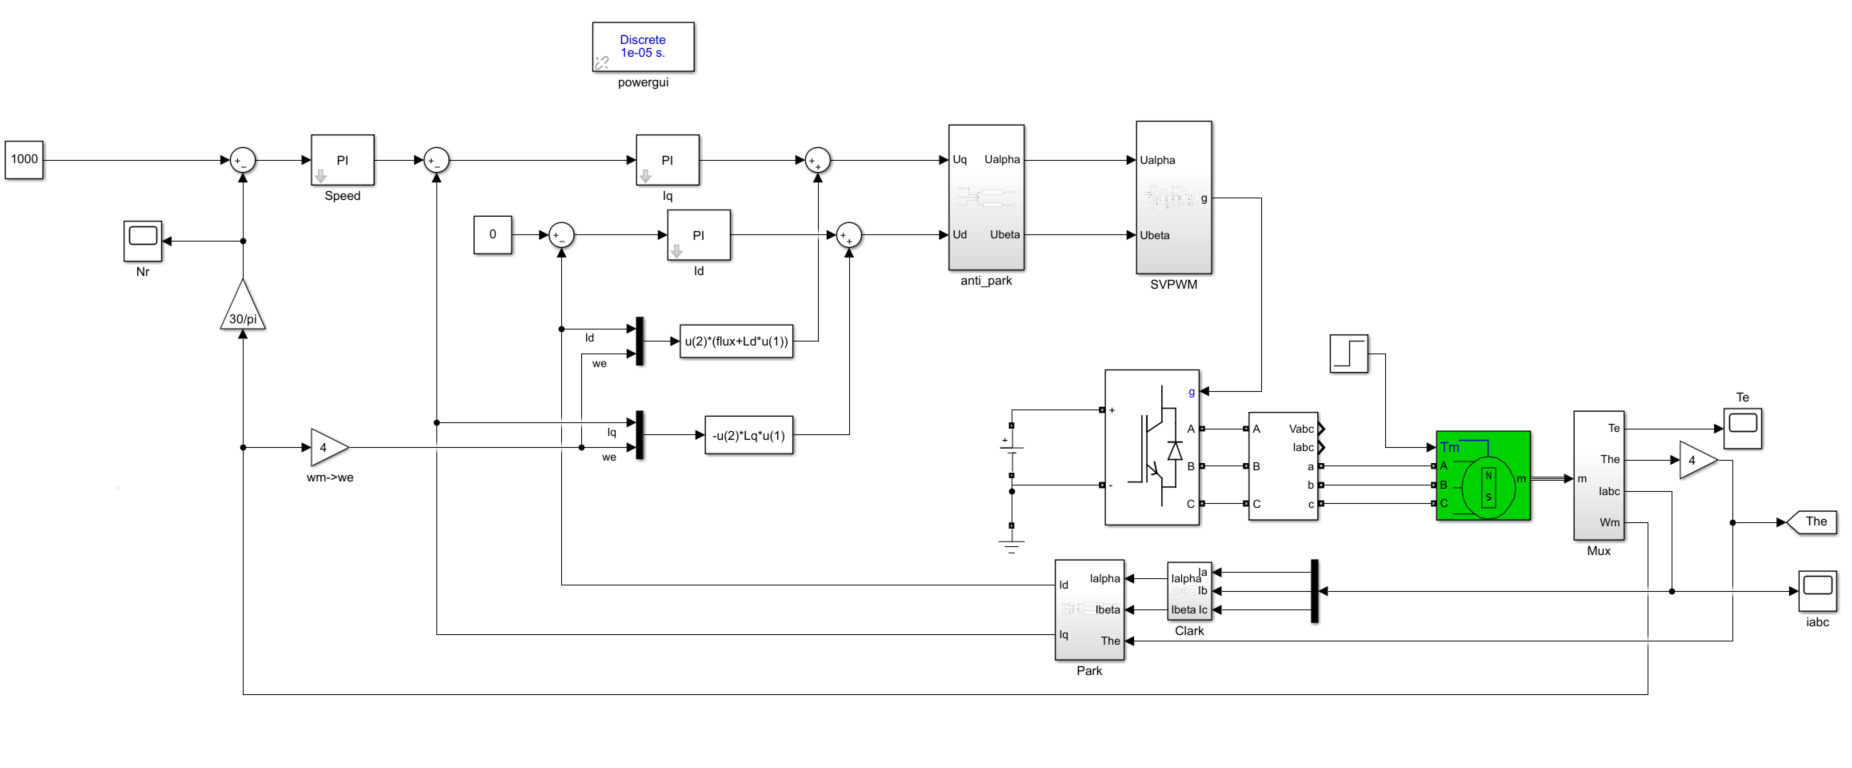 Discrete
1e-05 s.
powergui
1000
+
−
PI
Speed
+
−
PI
Iq
+
+
Uq
Ualpha
Ud
Ubeta
anti_park
Ualpha
g
Ubeta
SVPWM
0
+
−
PI
Id
+
+
Nr
30/pi
Id
we
u(2)*(flux+Ld*u(1))
4
wm->we
Iq
we
-u(2)*Lq*u(1)
+
+
-
g
A
B
C
A
B
C
Vabc
Iabc
a
b
c
Tm
A
B
C
N
S
m
m
Te
The
Iabc
Wm
Mux
Te
4
The
iabc
Id
Iq
Ialpha
Ibeta
The
Park
Ialpha
Ia
Ib
Ibeta
Ic
Clark